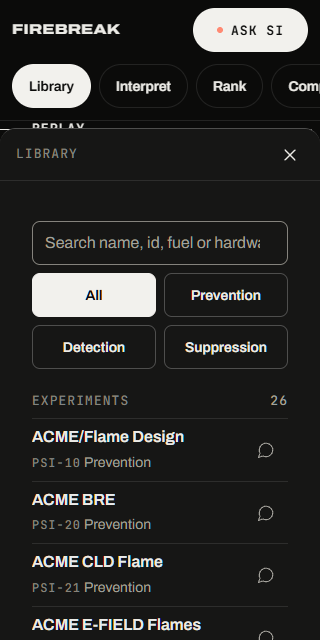 FIREBREAK
ASK SI
Library
Interpret
Rank
Com
REPLAY
LIBRARY
Search name, id, fuel or hardwa
All
Prevention
Detection
Suppression
EXPERIMENTS 26
ACME/Flame Design
PSI-10 Prevention
ACME BRE
PSI-20 Prevention
ACME CLD Flame
PSI-21 Prevention
ACME E-FIELD Flames